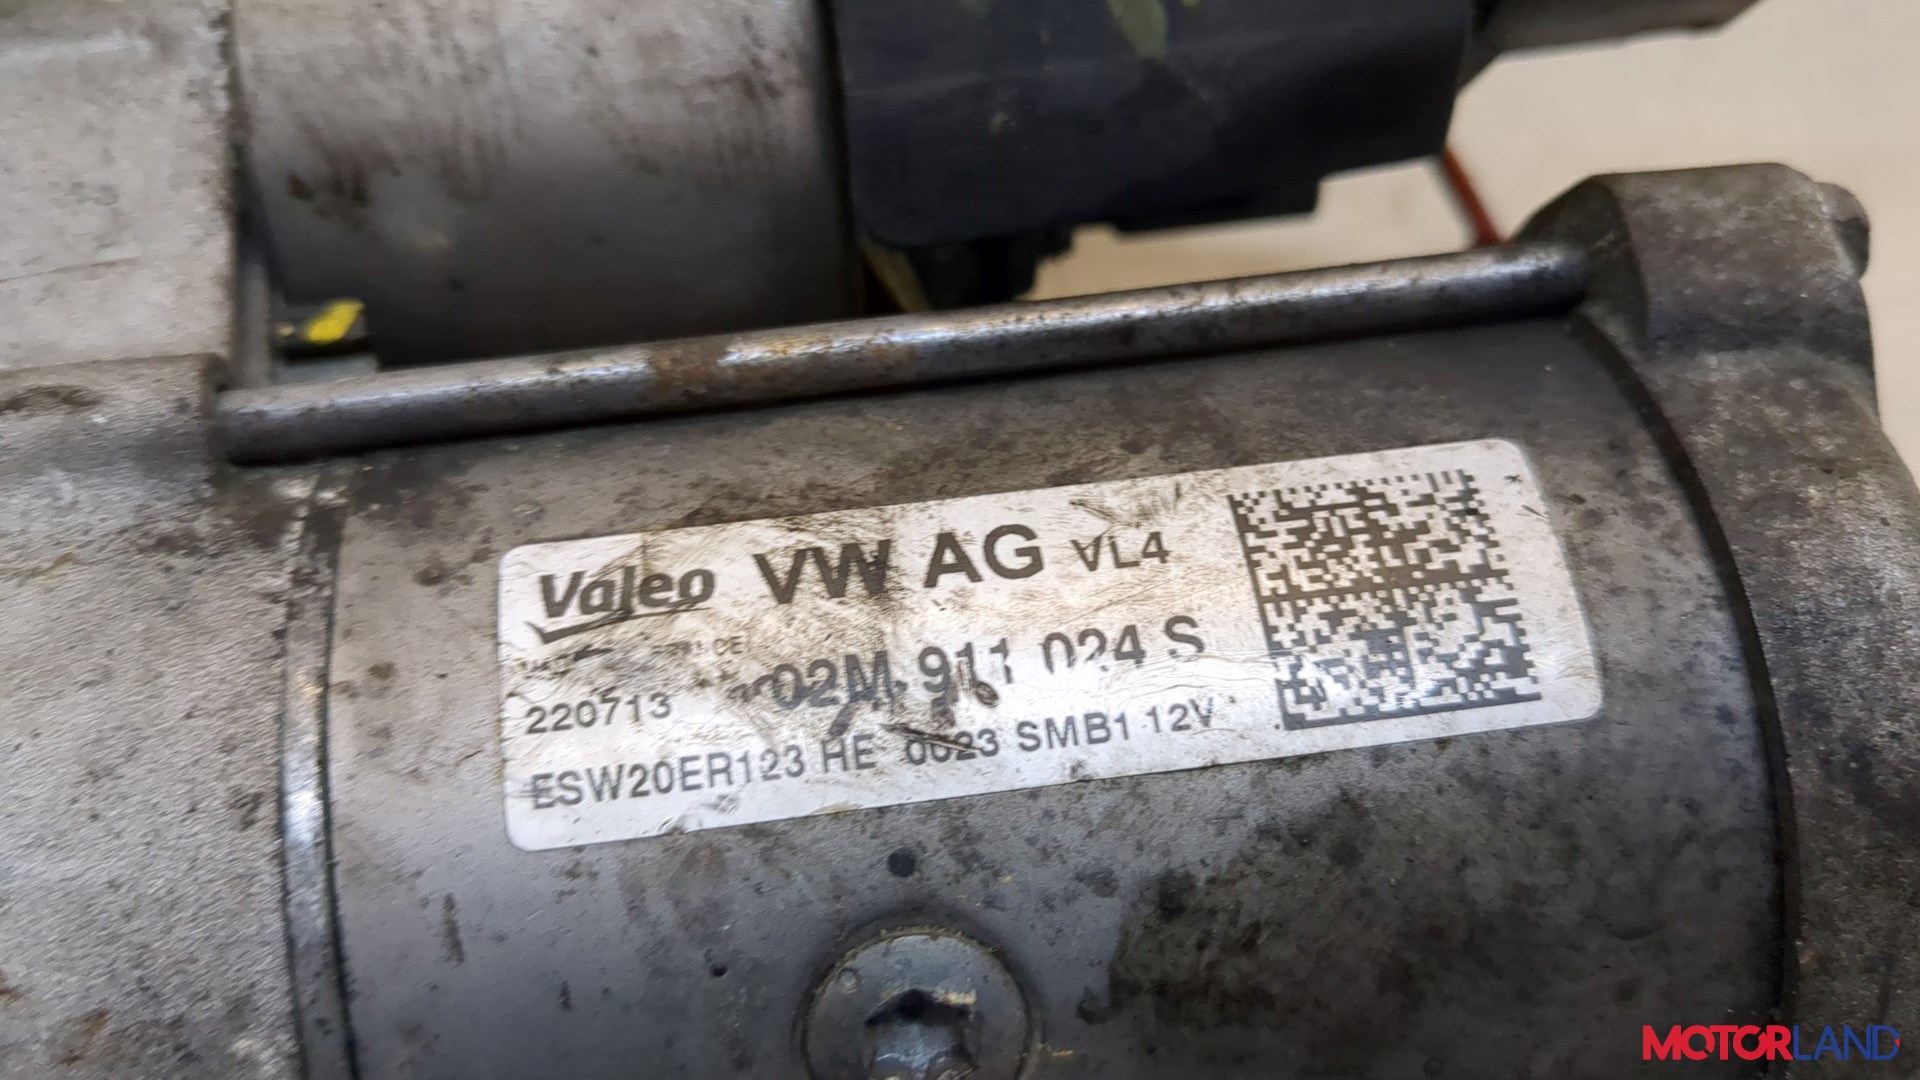 Valeo VW AG VL4
02M 911 024 S
220713
ESW20ER123 HE 0023 SMB1 12V
MOTORLAND